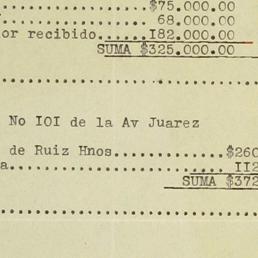 ..................$75.000.00
.................. 68.000.00
or recibido.....I82.000.00
SUMA $325.000.00
No IOI de la Av Juarez
de Ruiz Hnos............$260
a........................ II2
SUMA $372